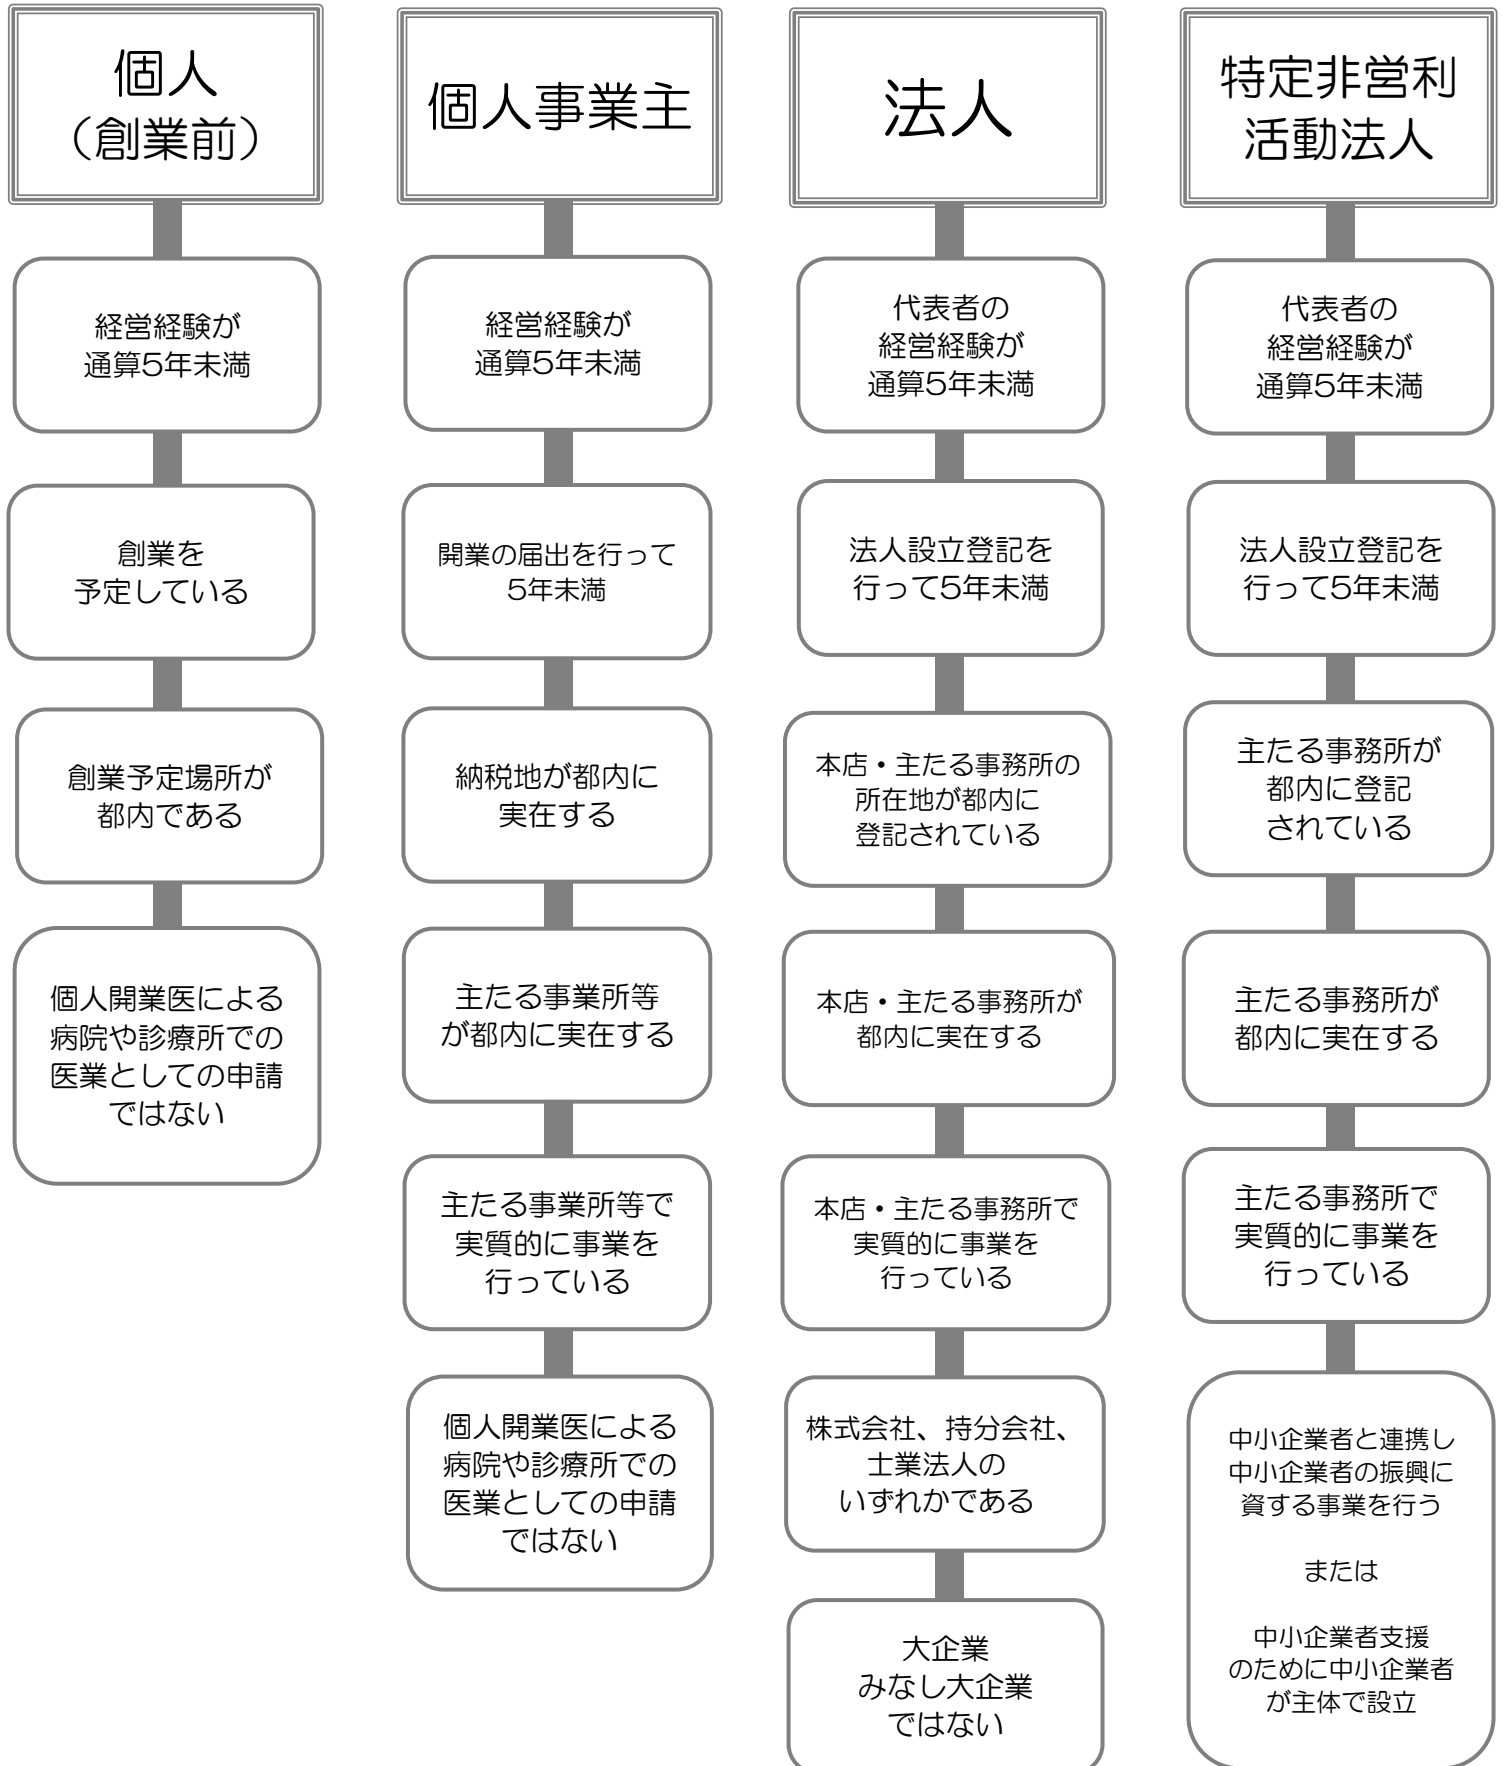 個人
（創業前）
経営経験が
通算5年未満
創業を
予定している
創業予定場所が
都内である
個人開業医による
病院や診療所での
医業としての申請
ではない
個人事業主
経営経験が
通算5年未満
開業の届出を行って
5年未満
納税地が都内に
実在する
主たる事業所等
が都内に実在する
主たる事業所等で
実質的に事業を
行っている
個人開業医による
病院や診療所での
医業としての申請
ではない
法人
代表者の
経営経験が
通算5年未満
法人設立登記を
行って5年未満
本店・主たる事務所の
所在地が都内に
登記されている
本店・主たる事務所が
都内に実在する
本店・主たる事務所で
実質的に事業を
行っている
株式会社、持分会社、
士業法人の
いずれかである
大企業
みなし大企業
ではない
特定非営利
活動法人
代表者の
経営経験が
通算5年未満
法人設立登記を
行って5年未満
主たる事務所が
都内に登記
されている
主たる事務所が
都内に実在する
主たる事務所で
実質的に事業を
行っている
中小企業者と連携し
中小企業者の振興に
資する事業を行う
または
中小企業者支援
のために中小企業者
が主体で設立